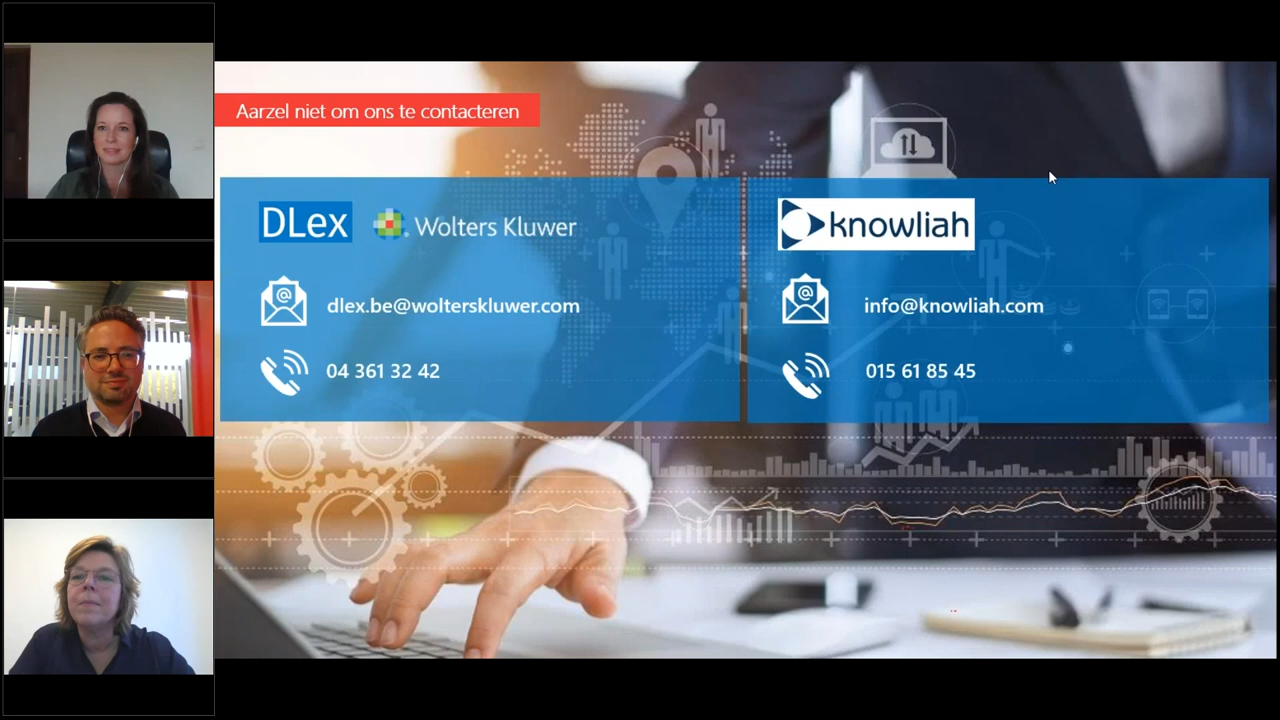 Aarzel niet om ons te contacteren
DLex Wolters Kluwer
dlex.be@wolterskluwer.com
04 361 32 42
knowliah
info@knowliah.com
015 61 85 45